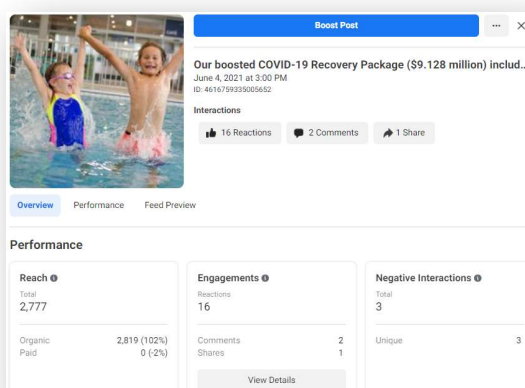 Boost Post
...
Our boosted COVID-19 Recovery Package ($9.128 million) includ...
June 4, 2021 at 3:00 PM
ID: 4616759335005652
Interactions
16 Reactions
2 Comments
1 Share
Overview Performance Feed Preview
Performance
Reach
Total
2,777
Organic 2,819 (102%)
Paid 0 (-2%)
Engagements
Reactions
16
Comments 2
Shares 1
View Details
Negative Interactions
Total
3
Unique 3